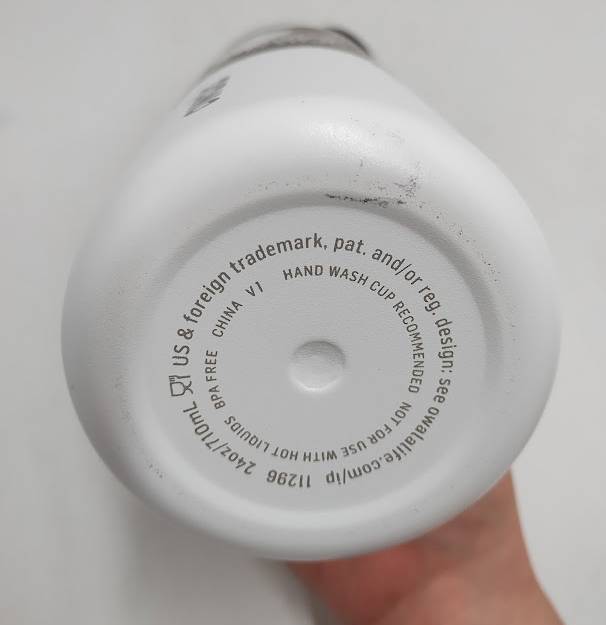 US & foreign trademark, pat. and/or reg. design: see owalalife.com/ip 11296 24oz/710mL
HAND WASH CUP RECOMMENDED NOT FOR USE WITH HOT LIQUIDS BPA FREE CHINA V1